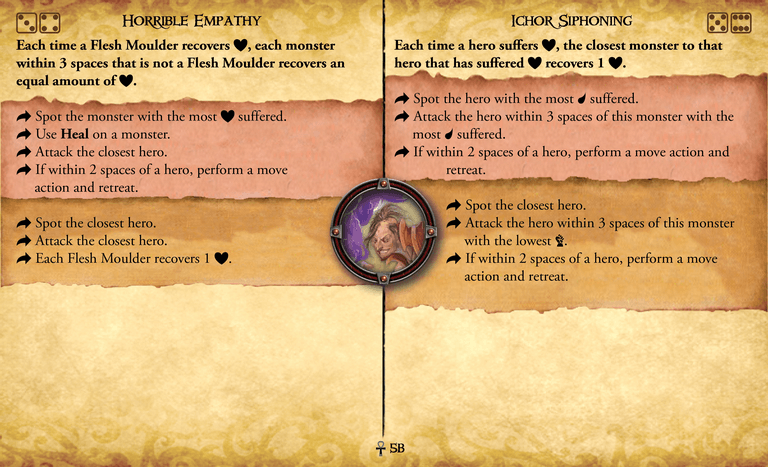 Horrible Empathy
Each time a Flesh Moulder recovers ♥, each monster
within 3 spaces that is not a Flesh Moulder recovers an
equal amount of ♥.
Spot the monster with the most ♥ suffered.
Use Heal on a monster.
Attack the closest hero.
If within 2 spaces of a hero, perform a move
action and retreat.
Spot the closest hero.
Attack the closest hero.
Each Flesh Moulder recovers 1 ♥.
Ichor Siphoning
Each time a hero suffers ♥, the closest monster to that
hero that has suffered ♥ recovers 1 ♥.
Spot the hero with the most suffered.
Attack the hero within 3 spaces of this monster with the
most suffered.
If within 2 spaces of a hero, perform a move action and
retreat.
Spot the closest hero.
Attack the hero within 3 spaces of this monster
with the lowest .
If within 2 spaces of a hero, perform a move
action and retreat.
5B